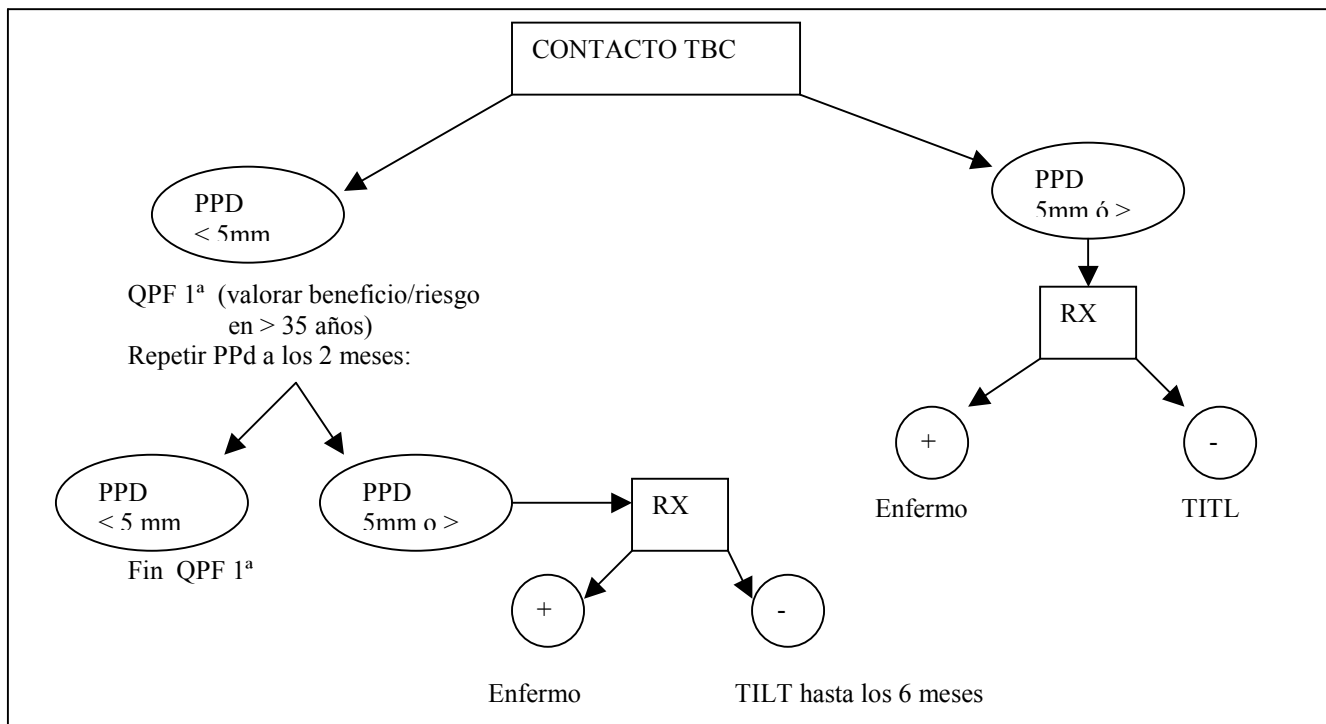 CONTACTO TBC
PPD
< 5mm
PPD
5mm ó >
QPF 1ª (valorar beneficio/riesgo
en > 35 años)
Repetir PPd a los 2 meses:
RX
+
-
Enfermo
TITL
PPD
< 5 mm
PPD
5mm o >
RX
Fin QPF 1ª
+
-
Enfermo
TILT hasta los 6 meses